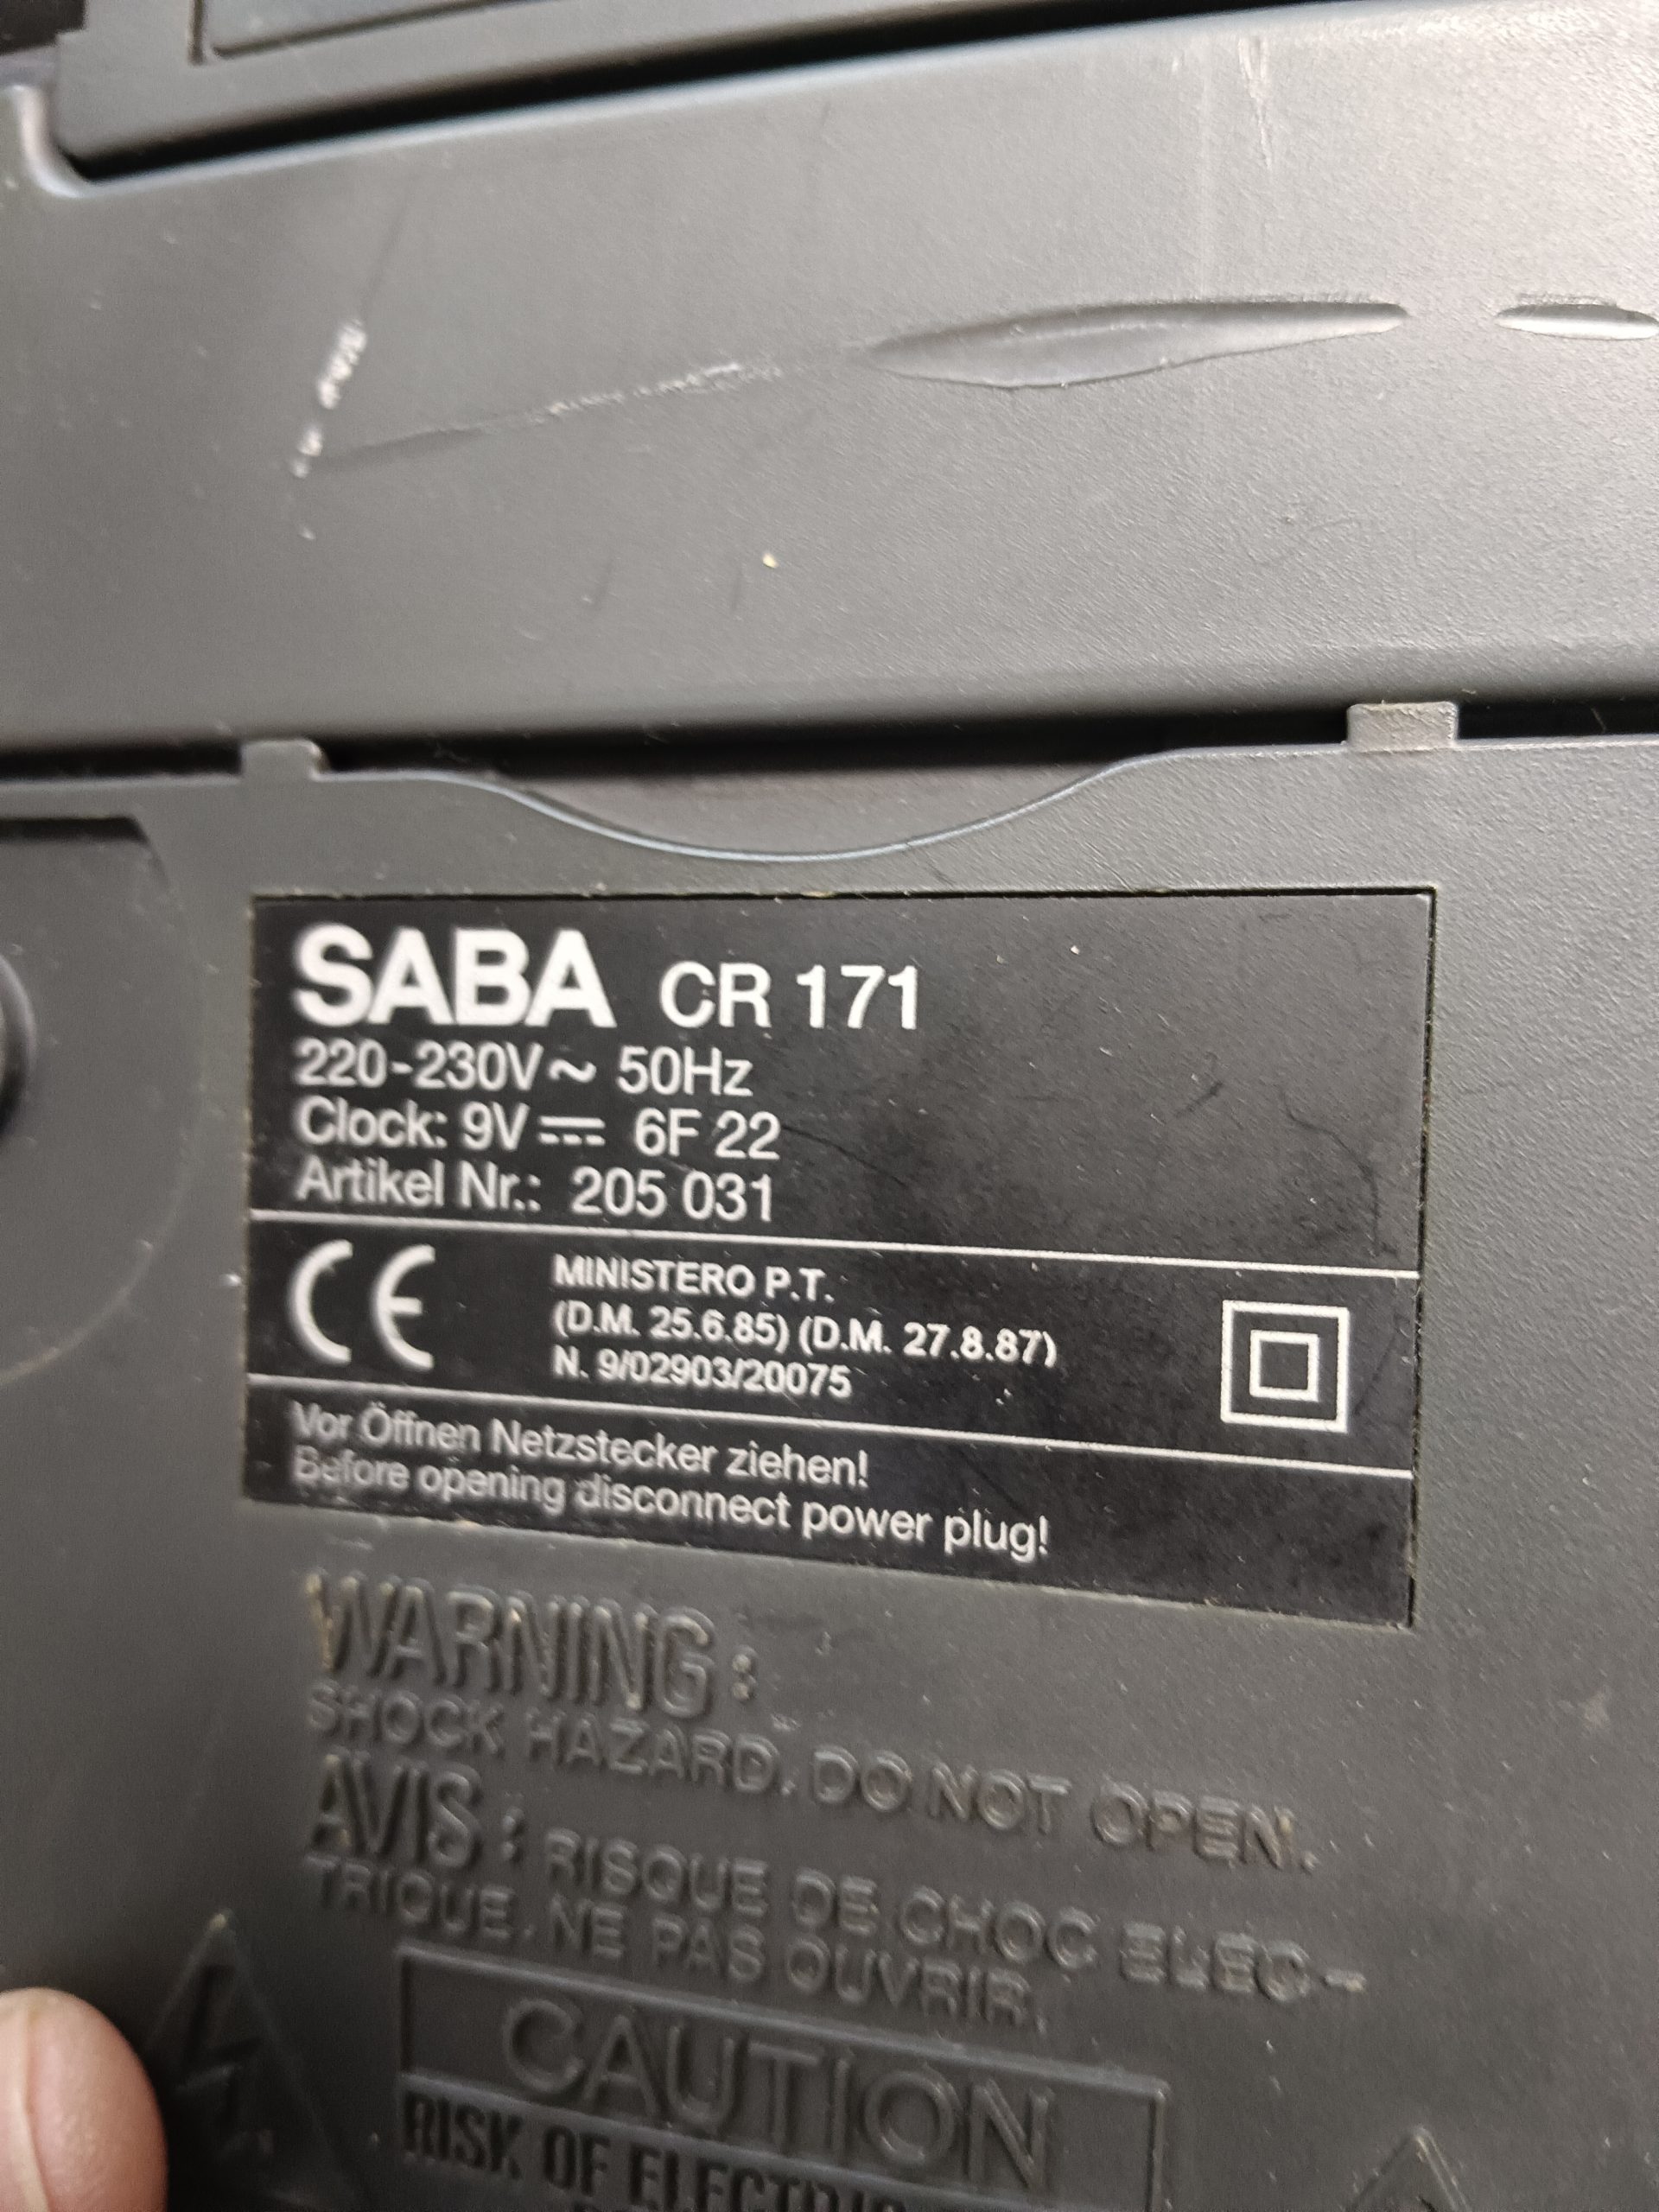 SABA CR 171
220-230V~ 50Hz
Clock: 9V⎓ 6F 22
Artikel Nr.: 205 031
CE
MINISTERO P.T.
(D.M. 25.6.85) (D.M. 27.8.87)
N. 9/02903/20075
Vor Öffnen Netzstecker ziehen!
Before opening disconnect power plug!
WARNING:
SHOCK HAZARD. DO NOT OPEN.
AVIS: RISQUE DE CHOC ELEC-
TRIQUE. NE PAS OUVRIR.
CAUTION
RISK OF